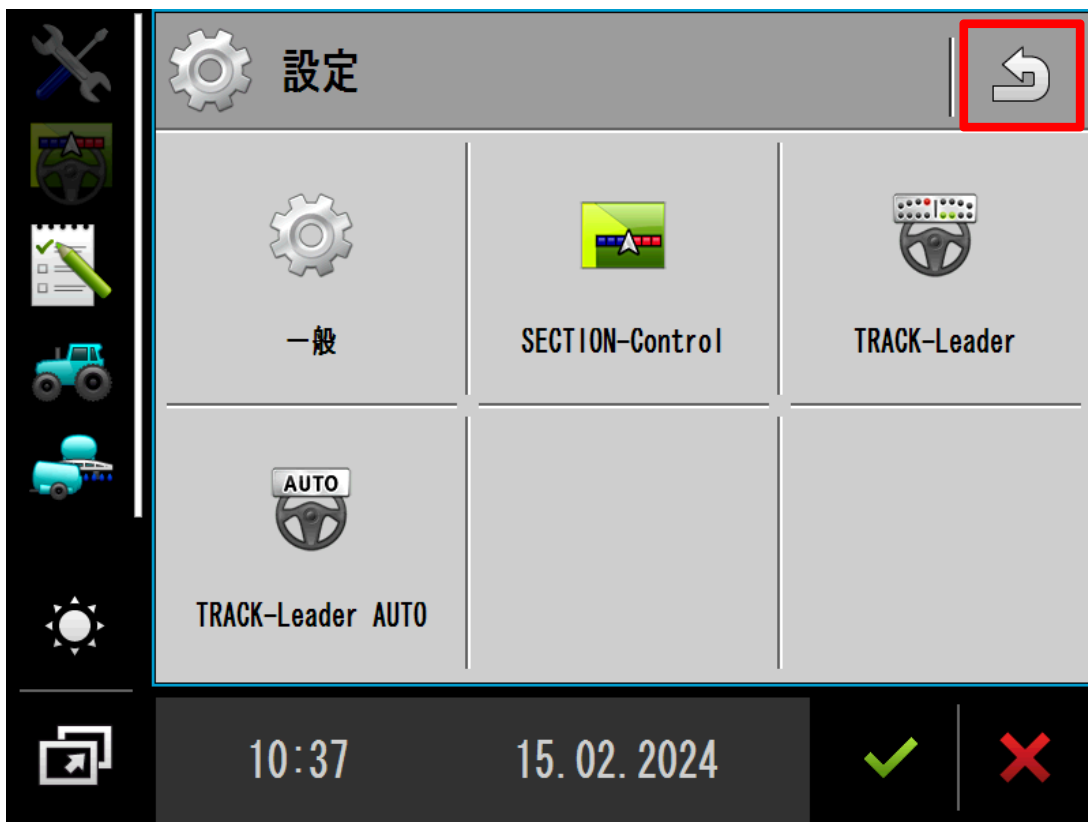 設定
一般
SECTION-Control
TRACK-Leader
AUTO
TRACK-Leader AUTO
10:37
15.02.2024